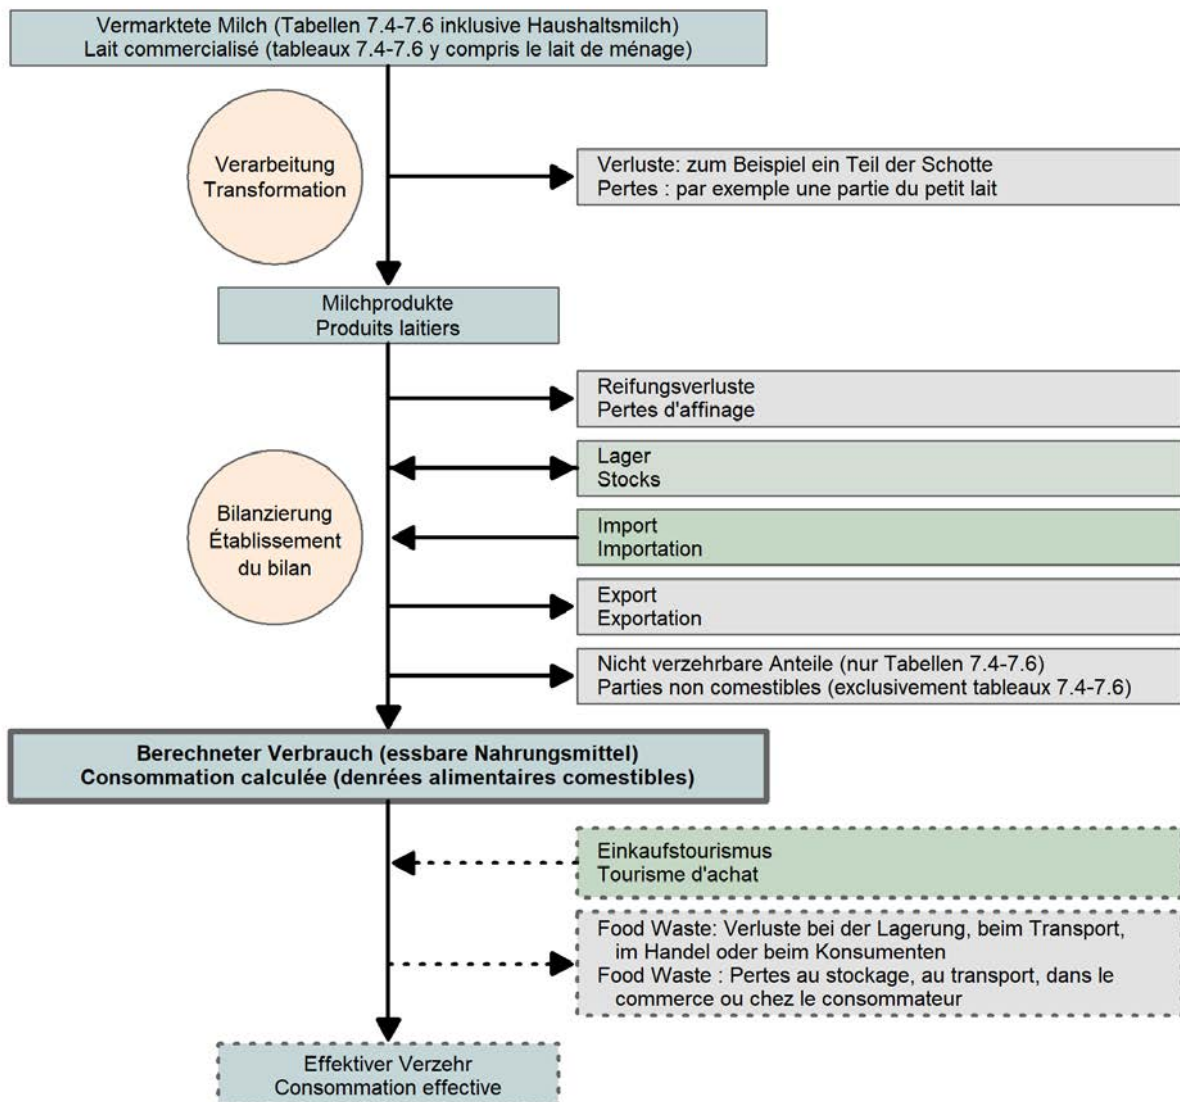 Vermarktete Milch (Tabellen 7.4-7.6 inklusive Haushaltsmilch)
Lait commercialisé (tableaux 7.4-7.6 y compris le lait de ménage)
Verarbeitung
Transformation
Verluste: zum Beispiel ein Teil der Schotte
Pertes : par exemple une partie du petit lait
Milchprodukte
Produits laitiers
Reifungsverluste
Pertes d'affinage
Lager
Stocks
Bilanzierung
Établissement
du bilan
Import
Importation
Export
Exportation
Nicht verzehrbare Anteile (nur Tabellen 7.4-7.6)
Parties non comestibles (exclusivement tableaux 7.4-7.6)
Berechneter Verbrauch (essbare Nahrungsmittel)
Consommation calculée (denrées alimentaires comestibles)
Einkaufstourismus
Tourisme d'achat
Food Waste: Verluste bei der Lagerung, beim Transport,
im Handel oder beim Konsumenten
Food Waste : Pertes au stockage, au transport, dans le
commerce ou chez le consommateur
Effektiver Verzehr
Consommation effective